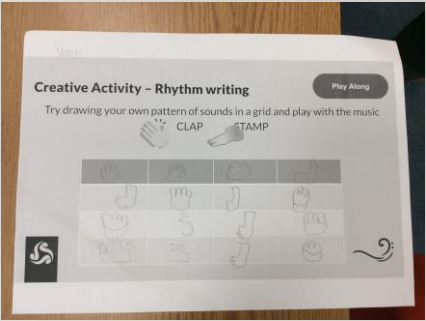 Creative Activity – Rhythm writing
Play Along
Try drawing your own pattern of sounds in a grid and play with the music
CLAP STAMP